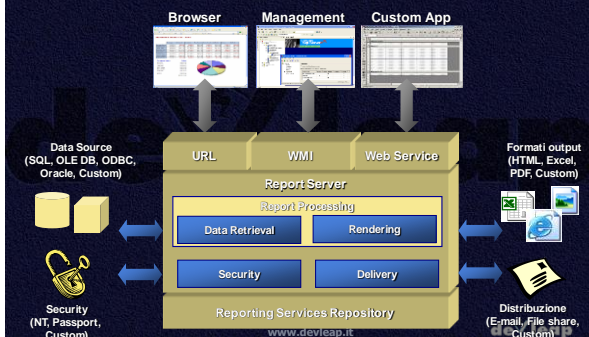 Browser
Management
Custom App
URL
WMI
Web Service
Data Source
(SQL, OLE DB, ODBC,
Oracle, Custom)
Formati output
(HTML, Excel,
PDF, Custom)
Report Server
Report Processing
Data Retrieval
Rendering
Security
Delivery
Security
(NT, Passport,
Custom)
Distribuzione
(E-mail, File share,
Custom)
Reporting Services Repository
www.devleap.it
devleap